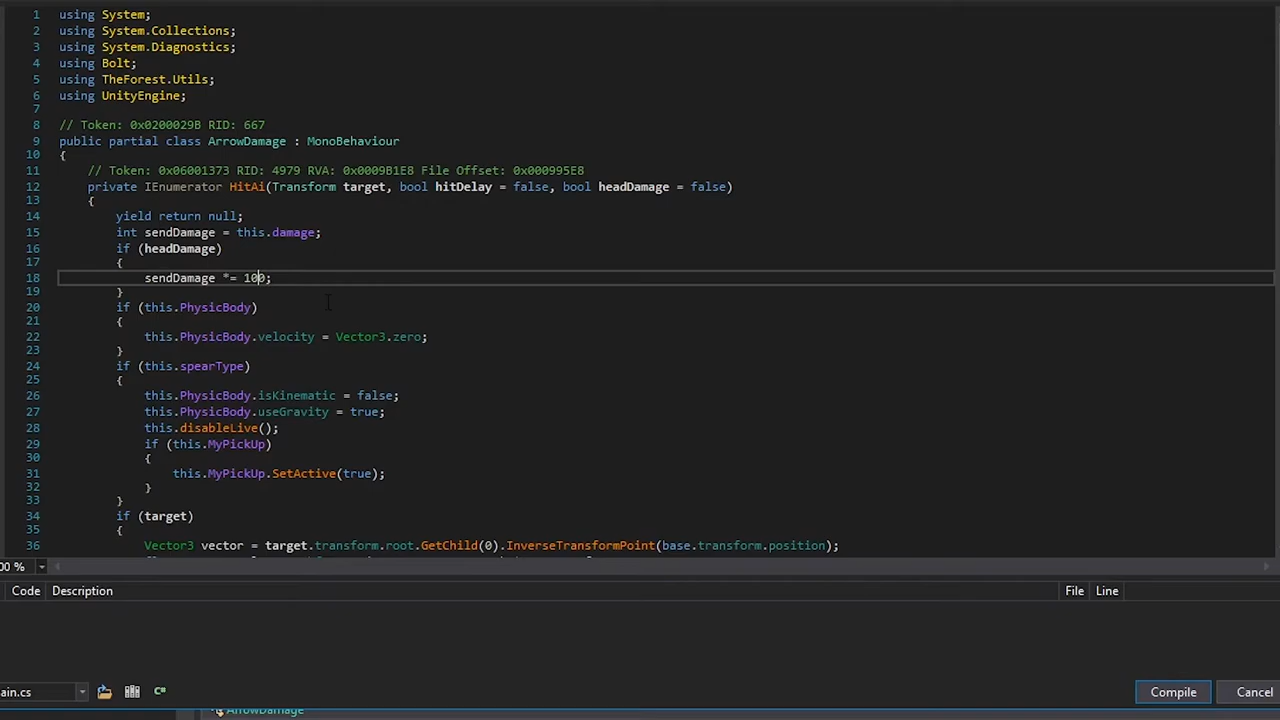 1 using System;
2 using System.Collections;
3 using System.Diagnostics;
4 using Bolt;
5 using TheForest.Utils;
6 using UnityEngine;
7
8 // Token: 0x0200029B RID: 667
9 public partial class ArrowDamage : MonoBehaviour
10 {
11 // Token: 0x06001373 RID: 4979 RVA: 0x0009B1E8 File Offset: 0x000995E8
12 private IEnumerator HitAi(Transform target, bool hitDelay = false, bool headDamage = false)
13 {
14 yield return null;
15 int sendDamage = this.damage;
16 if (headDamage)
17 {
18 sendDamage *= 100;
19 }
20 if (this.PhysicBody)
21 {
22 this.PhysicBody.velocity = Vector3.zero;
23 }
24 if (this.spearType)
25 {
26 this.PhysicBody.isKinematic = false;
27 this.PhysicBody.useGravity = true;
28 this.disableLive();
29 if (this.MyPickUp)
30 {
31 this.MyPickUp.SetActive(true);
32 }
33 }
34 if (target)
35 {
36 Vector3 vector = target.transform.root.GetChild(0).InverseTransformPoint(base.transform.position);
00 %
Code Description File Line
ain.cs C# Compile Cancel
ArrowDamage